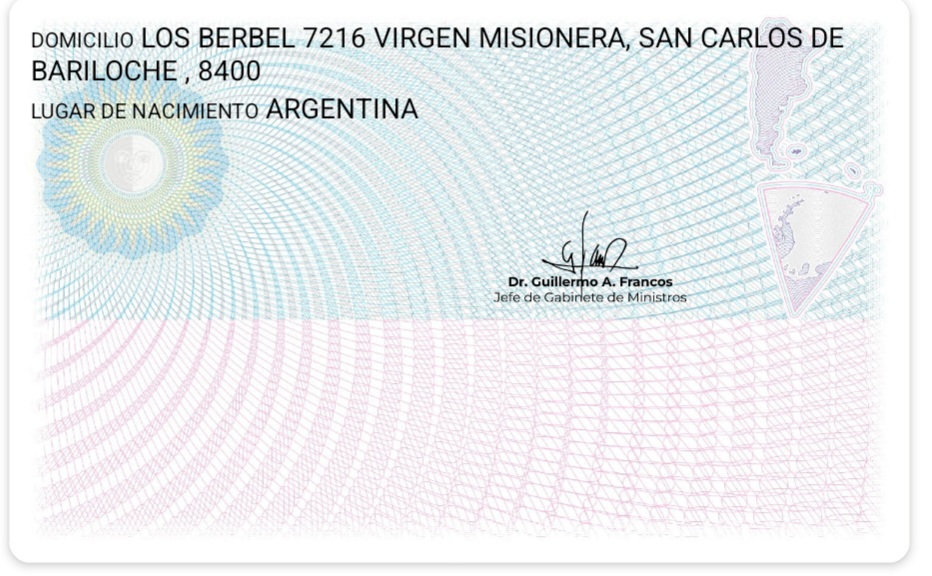 DOMICILIO LOS BERBEL 7216 VIRGEN MISIONERA, SAN CARLOS DE
BARILOCHE , 8400
LUGAR DE NACIMIENTO ARGENTINA
Dr. Guillermo A. Francos
Jefe de Gabinete de Ministros